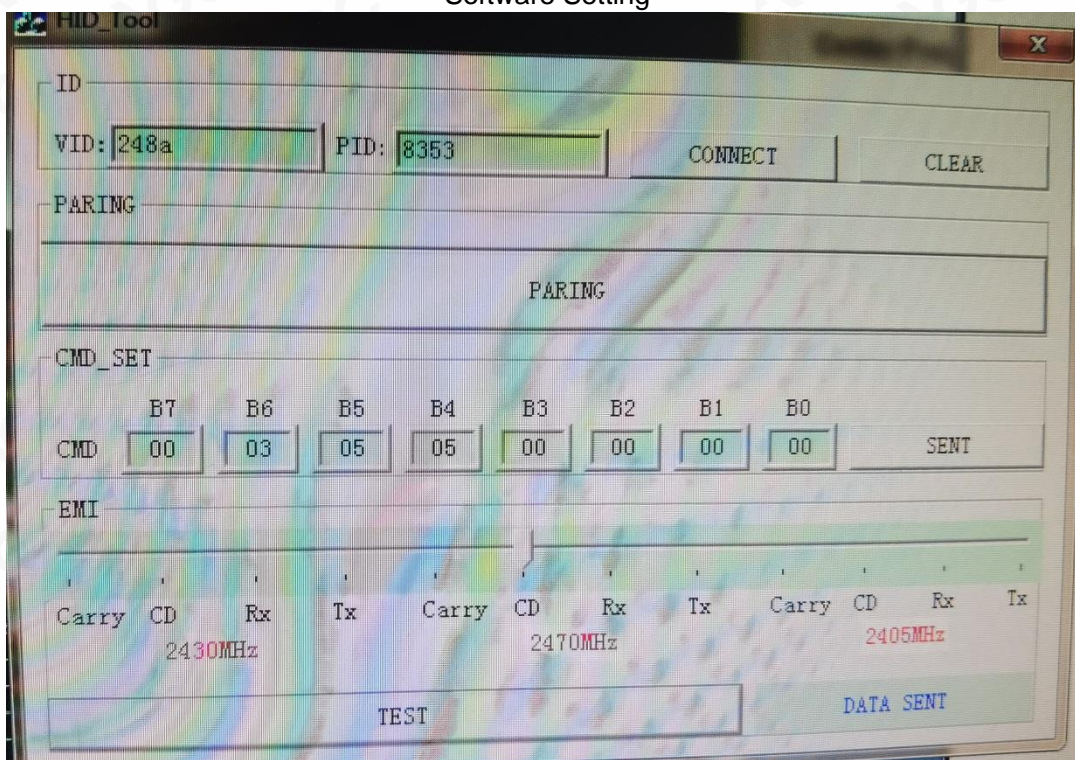 Software Setting
HID_Tool
ID
VID: 248a PID: 8353 CONNECT CLEAR
PARING
PARING
CMD_SET
B7 B6 B5 B4 B3 B2 B1 B0
CMD 00 03 05 05 00 00 00 00 SENT
EMI
Carry CD Rx Tx Carry CD Rx Tx Carry CD Rx Tx
2430MHz 2470MHz 2405MHz
TEST DATA SENT